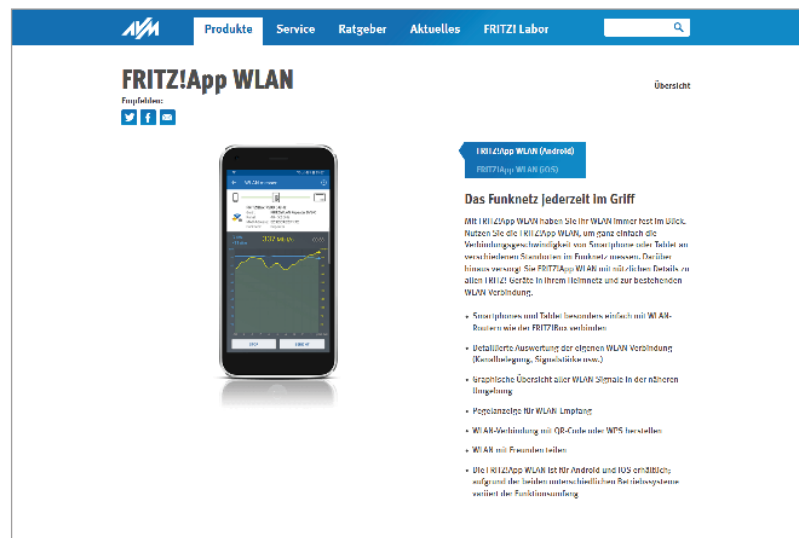 AVM
Produkte Service Ratgeber Aktuelles FRITZ! Labor
FRITZ!App WLAN
Übersicht
Empfehlen:
FRITZ!App WLAN (Android)
FRITZ!App WLAN (iOS)
Das Funknetz jederzeit im Griff
Mit FRITZ!App WLAN haben Sie Ihr WLAN immer fest im Blick.
Nutzen Sie die FRITZ!App WLAN, um ganz einfach die
Verbindungsgeschwindigkeit von Smartphone oder Tablet an
verschiedenen Standorten im Funknetz messen. Darüber
hinaus versorgt Sie FRITZ!App WLAN mit nützlichen Details zu
allen FRITZ! Geräte in Ihrem Heimnetz und zur bestehenden
WLAN Verbindung.
• Smartphones und Tablet besonders einfach mit WLAN-
Routern wie der FRITZ!Box verbinden
• Detaillierte Auswertung der eigenen WLAN Verbindung
(Kanalbelegung, Signalstärke usw.)
• Graphische Übersicht aller WLAN Signale in der näheren
Umgebung
• Pegelanzeige für WLAN Empfang
• WLAN-Verbindung mit QR-Code oder WPS herstellen
• WLAN mit Freunden teilen
• Die FRITZ!App WLAN ist für Android und iOS erhältlich;
aufgrund der beiden unterschiedlichen Betriebssysteme
variiert der Funktionsumfang